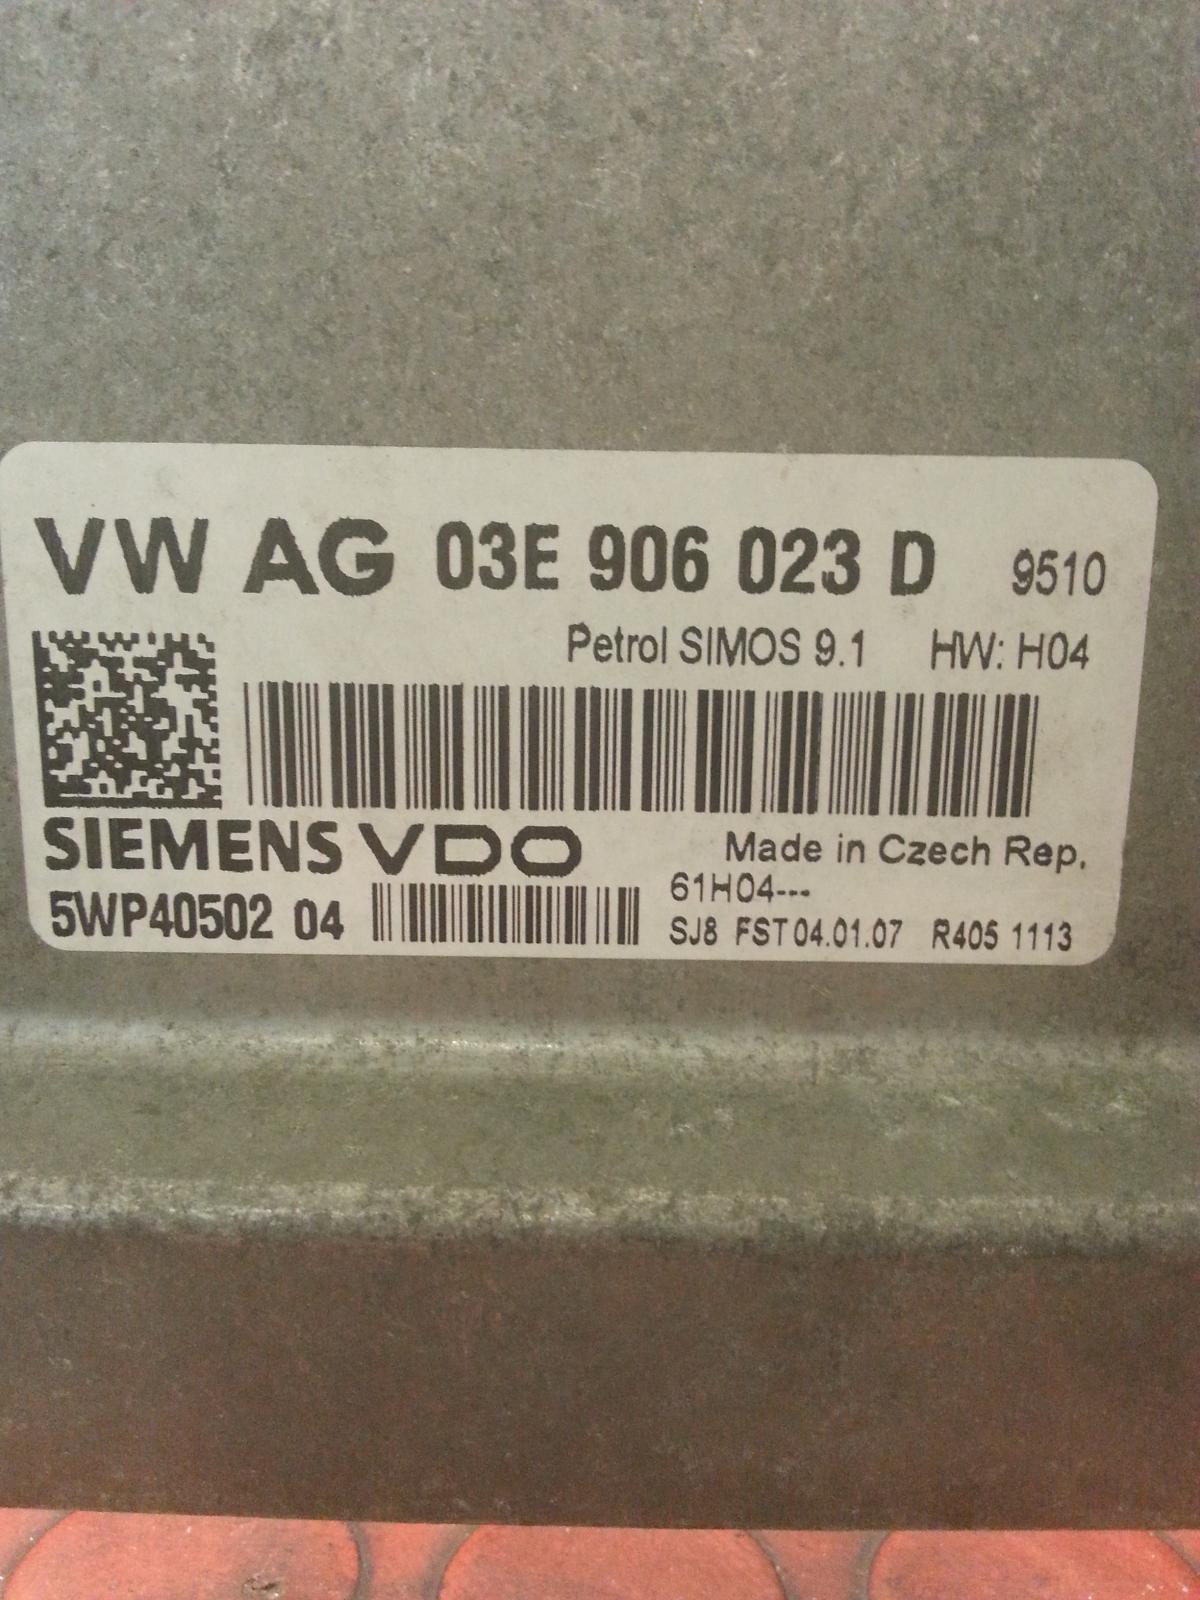 VW AG 03E 906 023 D 9510
Petrol SIMOS 9.1 HW: H04
SIEMENS VDO Made in Czech Rep.
61H04---
5WP40502 04 SJ8 FST 04.01.07 R405 1113